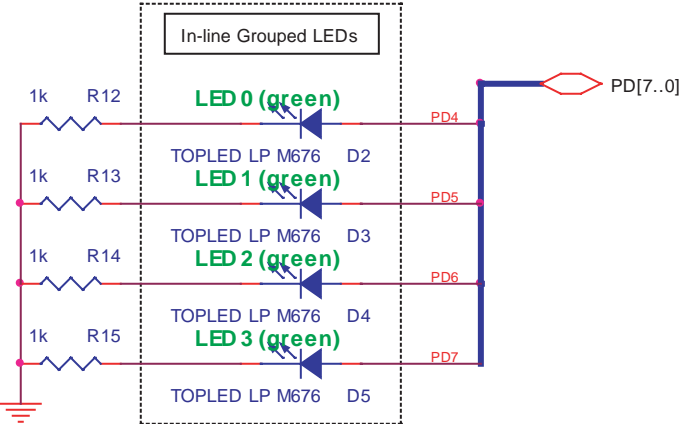 In-line Grouped LEDs
PD[7..0]
1k R12 LED 0 (green) PD4
TOPLED LP M676 D2
1k R13 LED 1 (green) PD5
TOPLED LP M676 D3
1k R14 LED 2 (green) PD6
TOPLED LP M676 D4
1k R15 LED 3 (green) PD7
TOPLED LP M676 D5